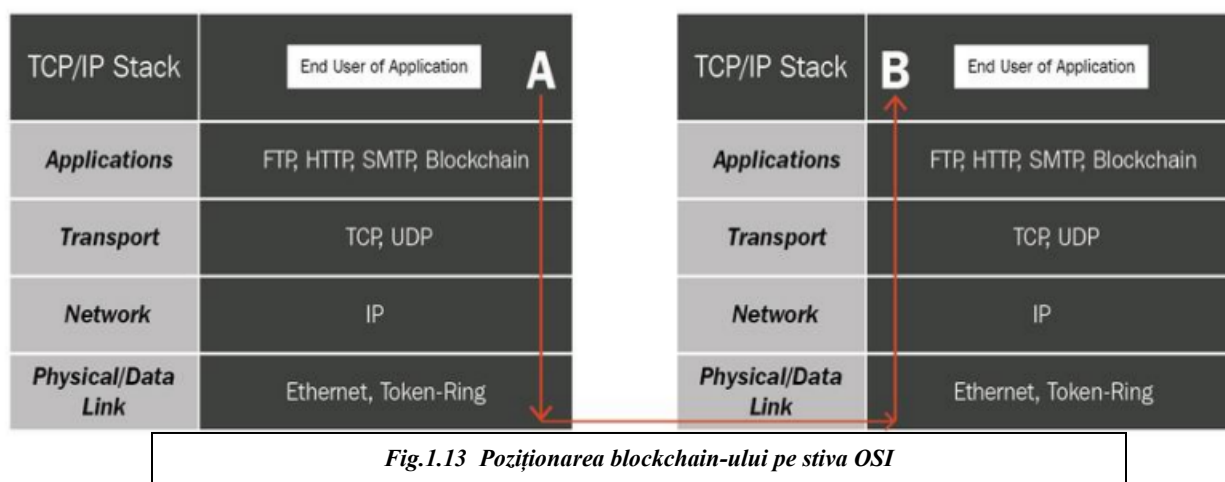 TCP/IP Stack
End User of Application
A
Applications
FTP, HTTP, SMTP, Blockchain
Transport
TCP, UDP
Network
IP
Physical/Data
Link
Ethernet, Token-Ring
TCP/IP Stack
B
End User of Application
Applications
FTP, HTTP, SMTP, Blockchain
Transport
TCP, UDP
Network
IP
Physical/Data
Link
Ethernet, Token-Ring
Fig.1.13 Poziționarea blockchain-ului pe stiva OSI